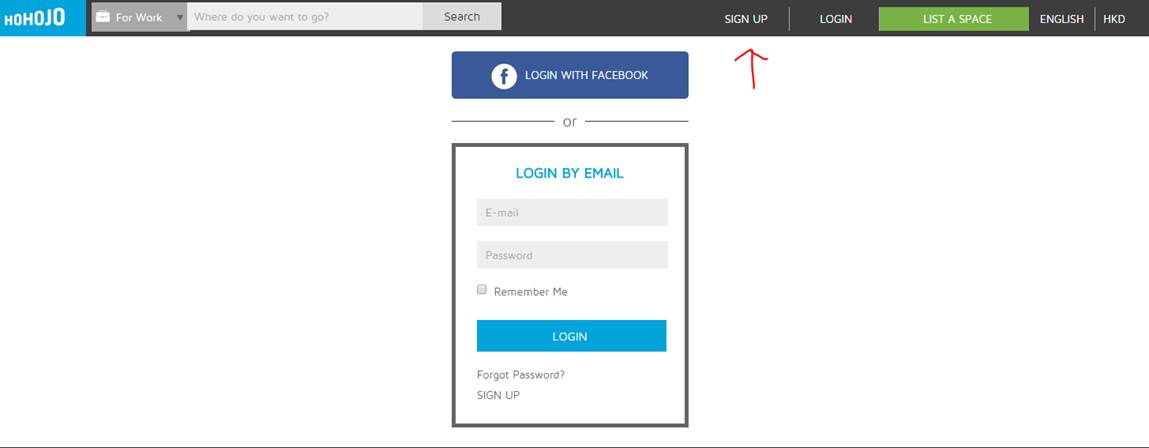 HOHOJO For Work Where do you want to go? Search SIGN UP LOGIN LIST A SPACE ENGLISH HKD
f LOGIN WITH FACEBOOK
or
LOGIN BY EMAIL
E-mail
Password
Remember Me
LOGIN
Forgot Password?
SIGN UP